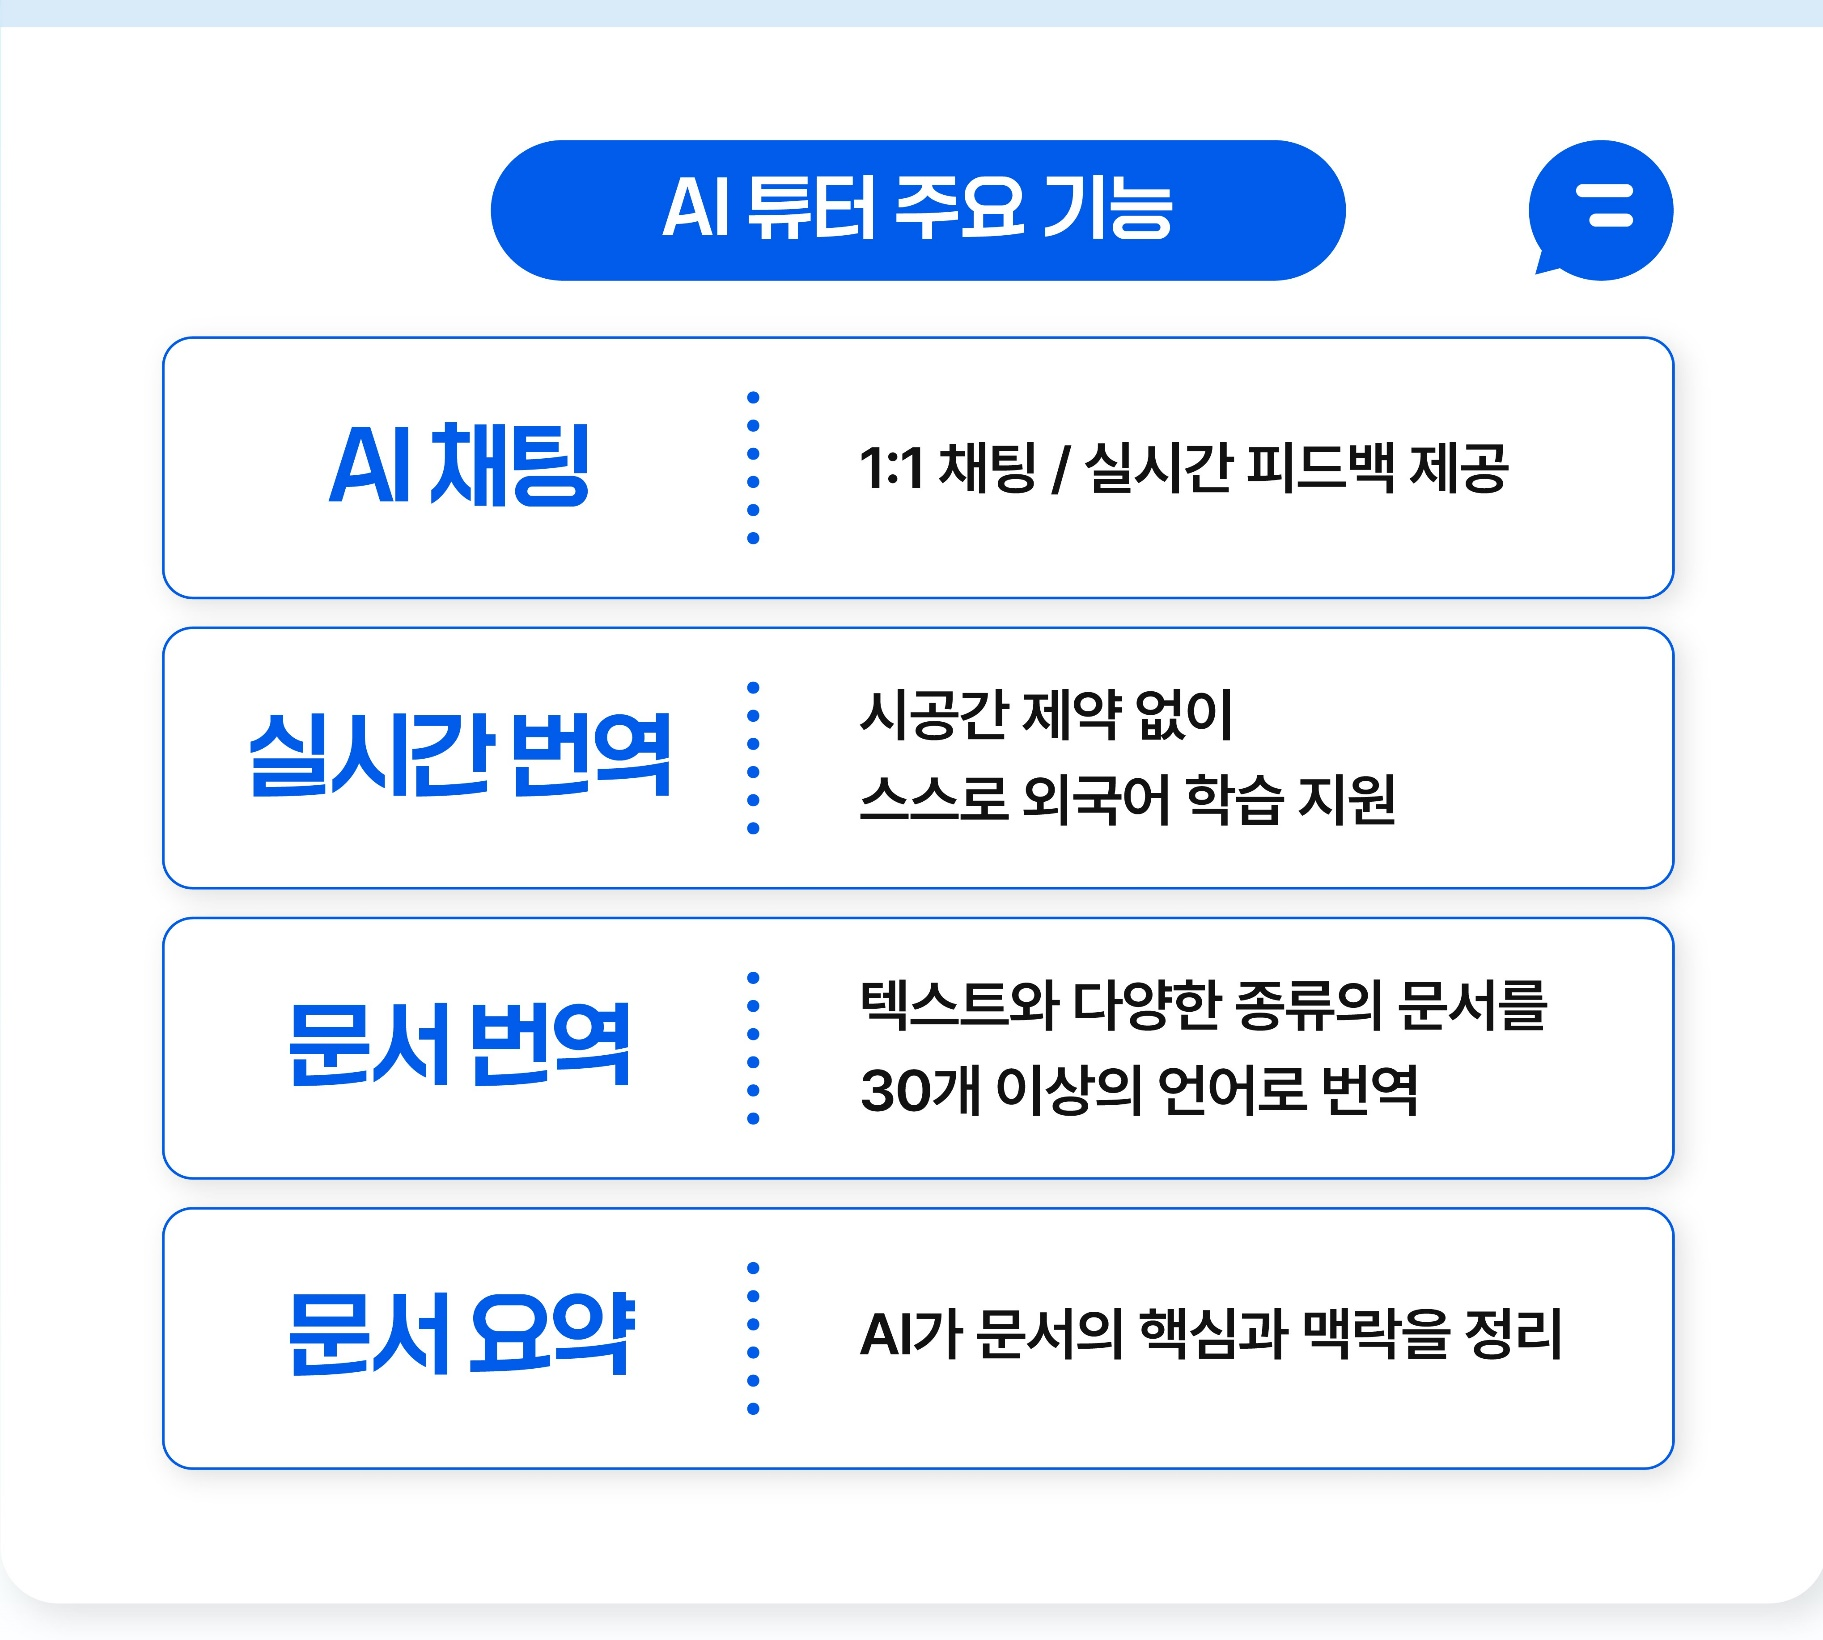 AI 튜터 주요 기능
AI 채팅
1:1 채팅 / 실시간 피드백 제공
실시간 번역
시공간 제약 없이
스스로 외국어 학습 지원
문서 번역
텍스트와 다양한 종류의 문서를
30개 이상의 언어로 번역
문서 요약
AI가 문서의 핵심과 맥락을 정리